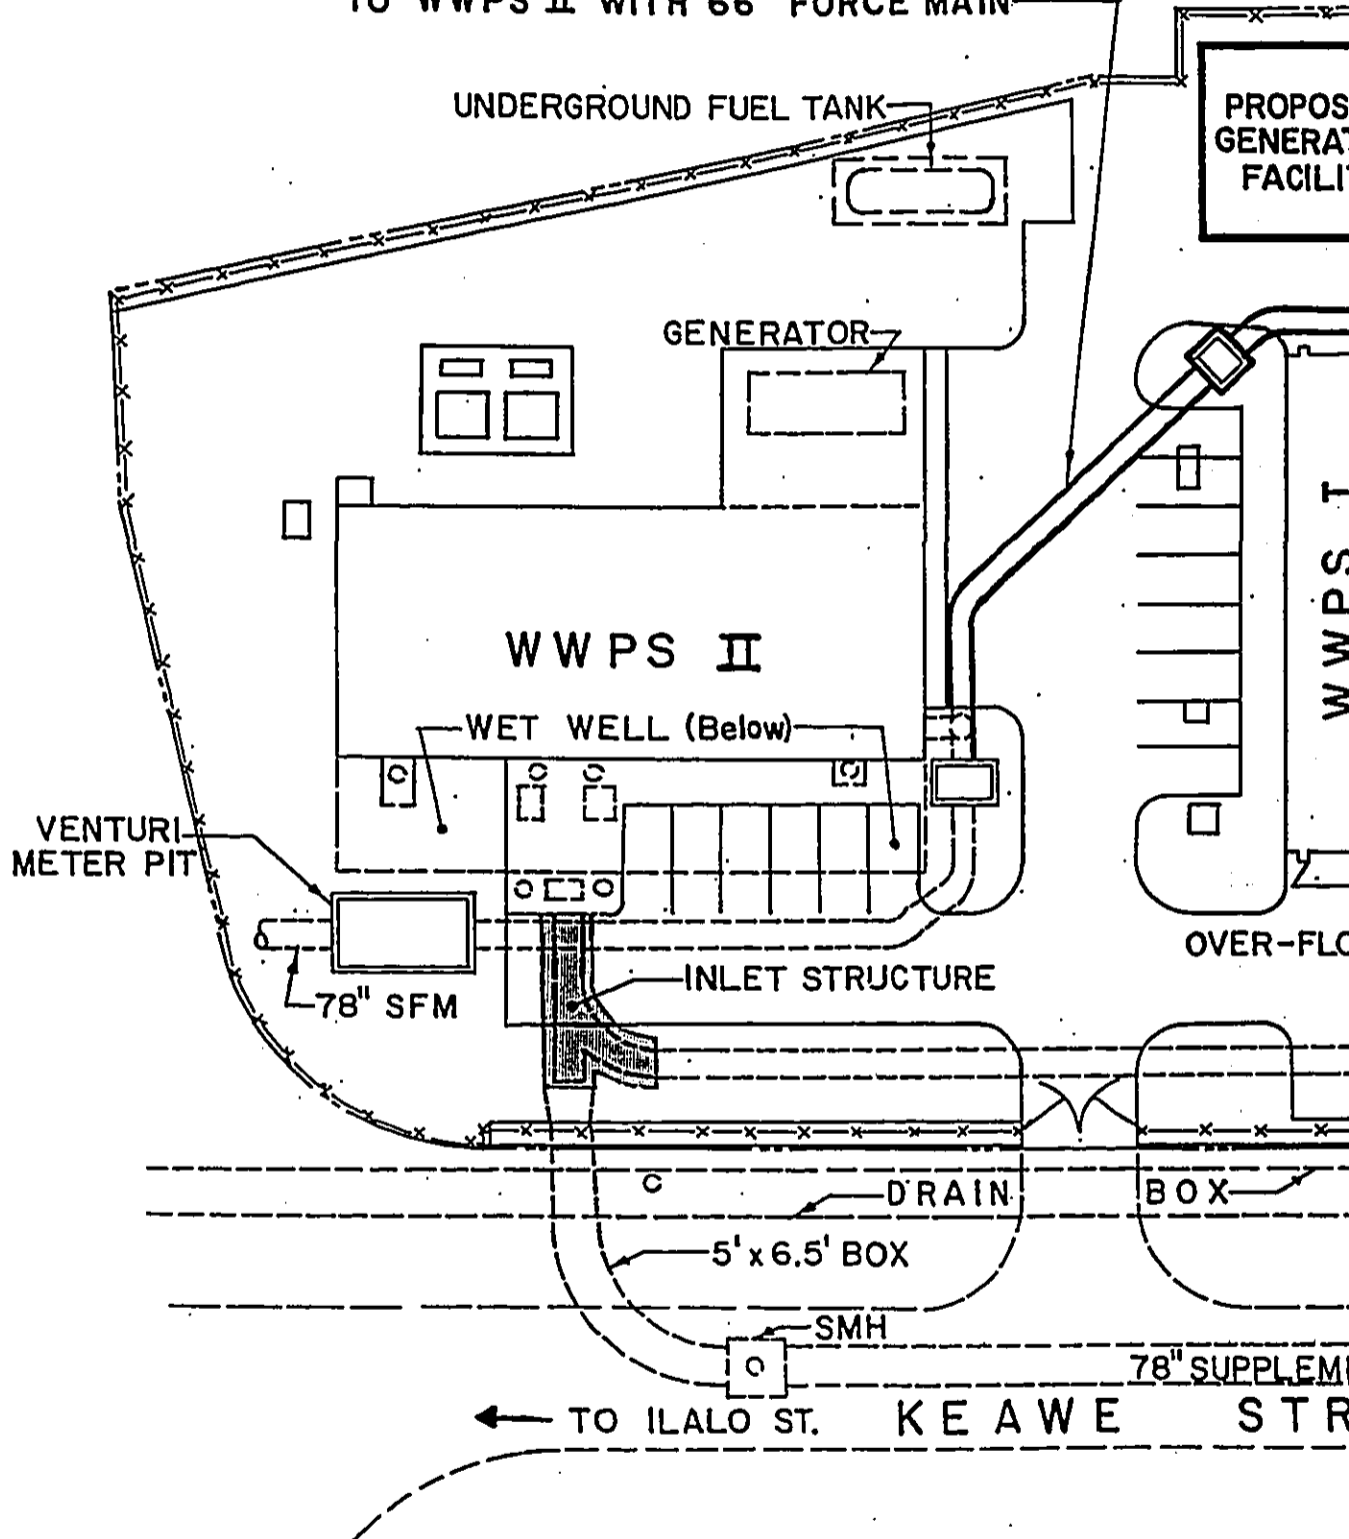 TO WWPS II WITH 66" FORCE MAIN
UNDERGROUND FUEL TANK
PROPOS
GENERAT
FACILIT
GENERATOR
WWPS I
WWPS II
WET WELL (Below)
VENTURI
METER PIT
OVER-FLO
INLET STRUCTURE
78" SFM
DRAIN
BOX
5' x 6.5' BOX
SMH
78" SUPPLEME
TO ILALO ST.
KEAWE STR